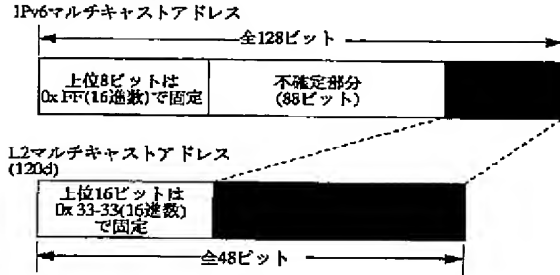 IPv6マルチキャストアドレス
全128ビット
上位8ビットは
0xFF(16進数)で固定
不確定部分
(88ビット)
L2マルチキャストアドレス
(120d)
上位16ビットは
0x 33-33(16進数)
で固定
全48ビット